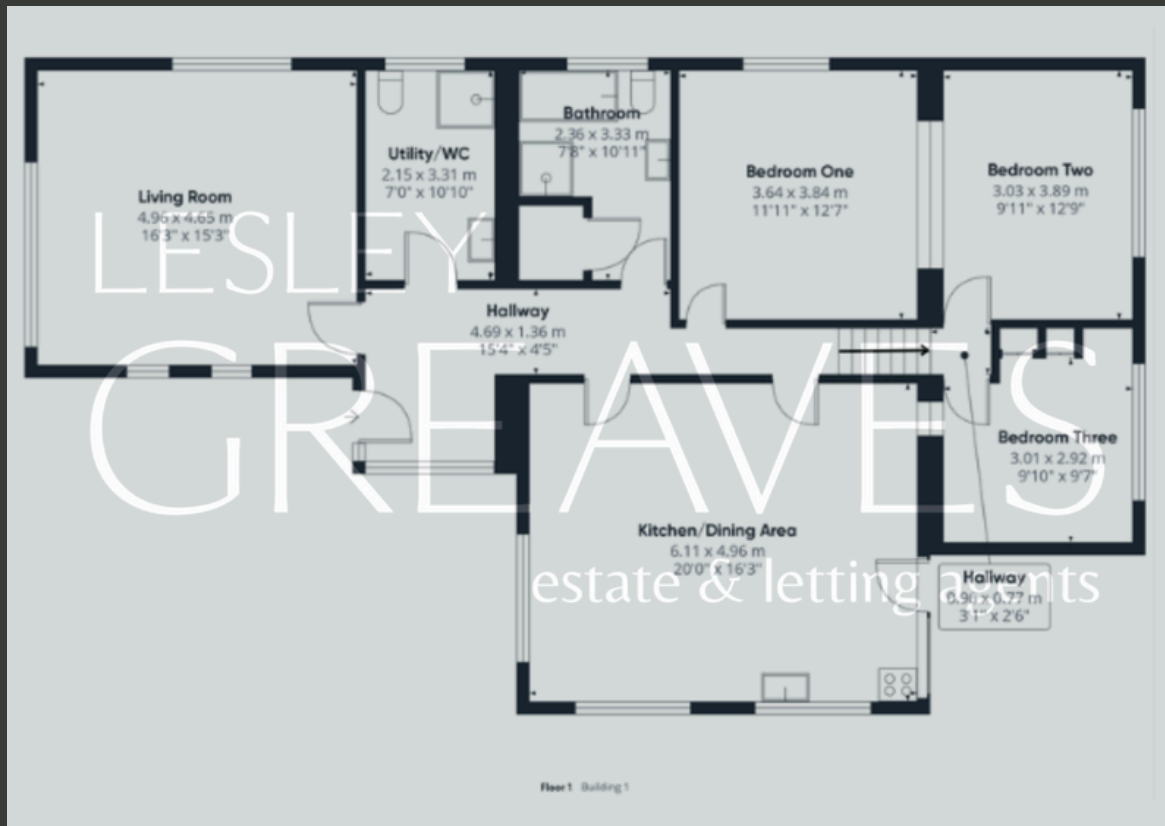 Living Room
4.96 x 4.65 m
16'3" x 15'3"
Utility/WC
2.15 x 3.31 m
7'0" x 10'10"
Bathroom
2.36 x 3.33 m
7'8" x 10'11"
Bedroom One
3.64 x 3.84 m
11'11" x 12'7"
Bedroom Two
3.03 x 3.89 m
9'11" x 12'9"
LESLEY
Hallway
4.69 x 1.36 m
15'4" x 4'5"
GREAVES
Bedroom Three
3.01 x 2.92 m
9'10" x 9'7"
Kitchen/Dining Area
6.11 x 4.96 m
20'0" x 16'3"
estate & letting agents
Hallway
0.96 x 0.77 m
3'1" x 2'6"
Floor 1 Building 1